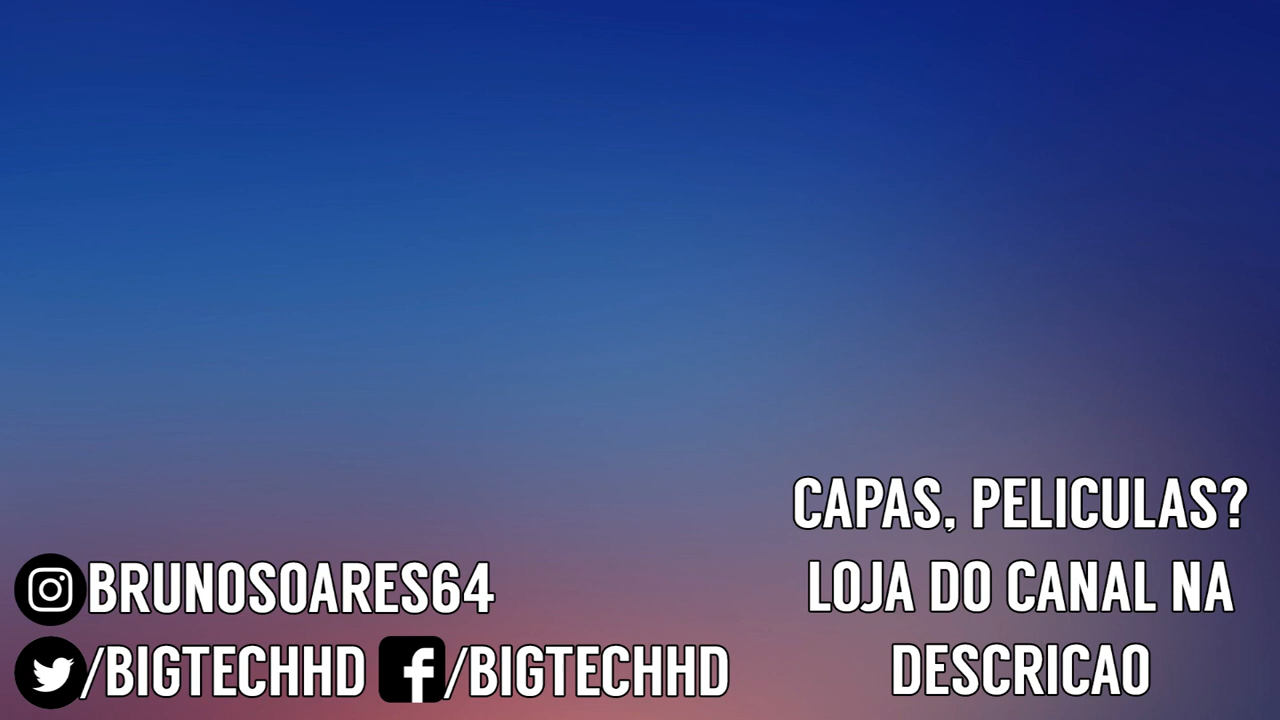 BRUNOSOARES64
/BIGTECHHD /BIGTECHHD
CAPAS, PELICULAS?
LOJA DO CANAL NA
DESCRICAO